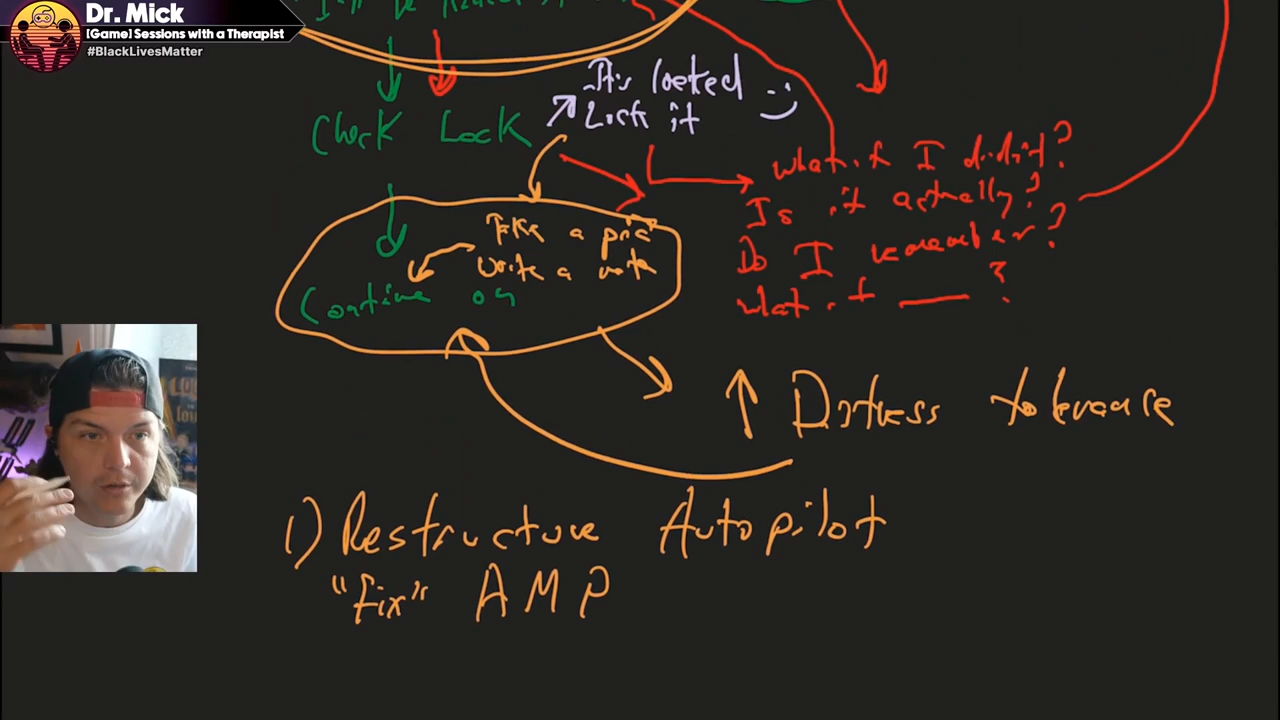 Dr. Mick
[Game] Sessions with a Therapist
#BlackLivesMatter
It's locked
Lock it
Check Lock
What if I didn't?
Is it actually?
Do I remember?
What if ___ ?
Take a pic
Write a note
Continue on
↑ Distress tolerance
1) Restructure Autopilot
"fix" AMP